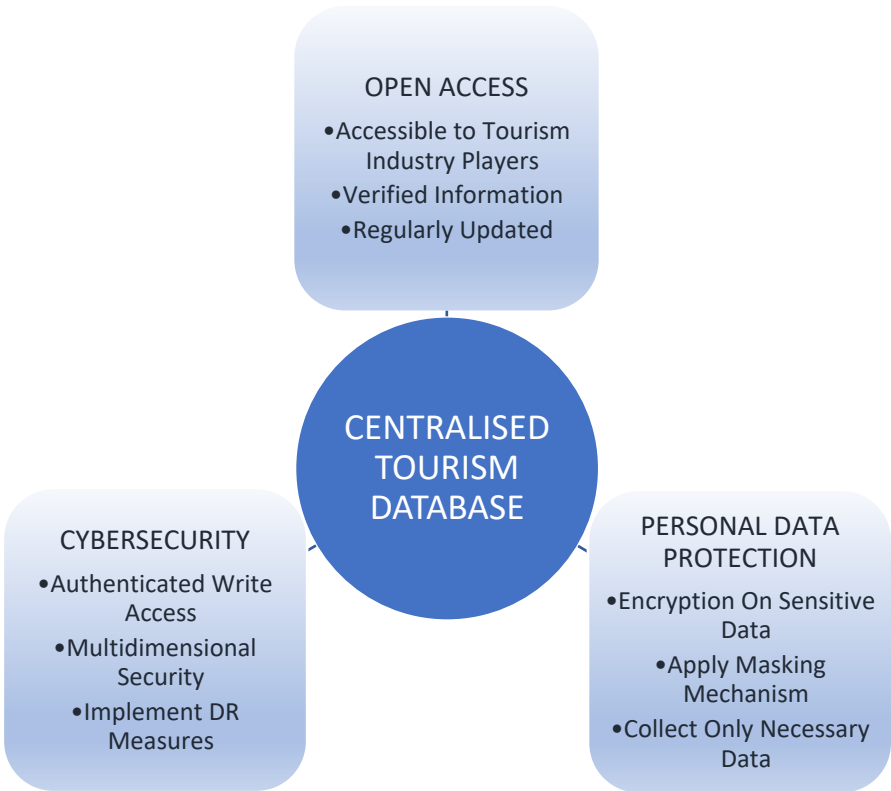 OPEN ACCESS
•Accessible to Tourism
Industry Players
•Verified Information
•Regularly Updated
CENTRALISED
TOURISM
DATABASE
CYBERSECURITY
•Authenticated Write
Access
•Multidimensional
Security
•Implement DR
Measures
PERSONAL DATA
PROTECTION
•Encryption On Sensitive
Data
•Apply Masking
Mechanism
•Collect Only Necessary
Data